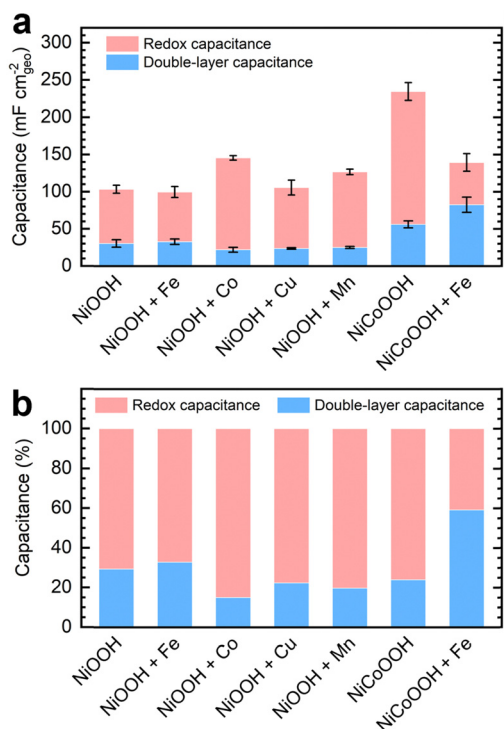 a
Capacitance (mF cm⁻²geo)
300
250
200
150
100
50
0
Redox capacitance
Double-layer capacitance
NiOOH
NiOOH + Fe
NiOOH + Co
NiOOH + Cu
NiOOH + Mn
NiCoOOH
NiCoOOH + Fe
b
Capacitance (%)
100
80
60
40
20
0
Redox capacitance
Double-layer capacitance
NiOOH
NiOOH + Fe
NiOOH + Co
NiOOH + Cu
NiOOH + Mn
NiCoOOH
NiCoOOH + Fe